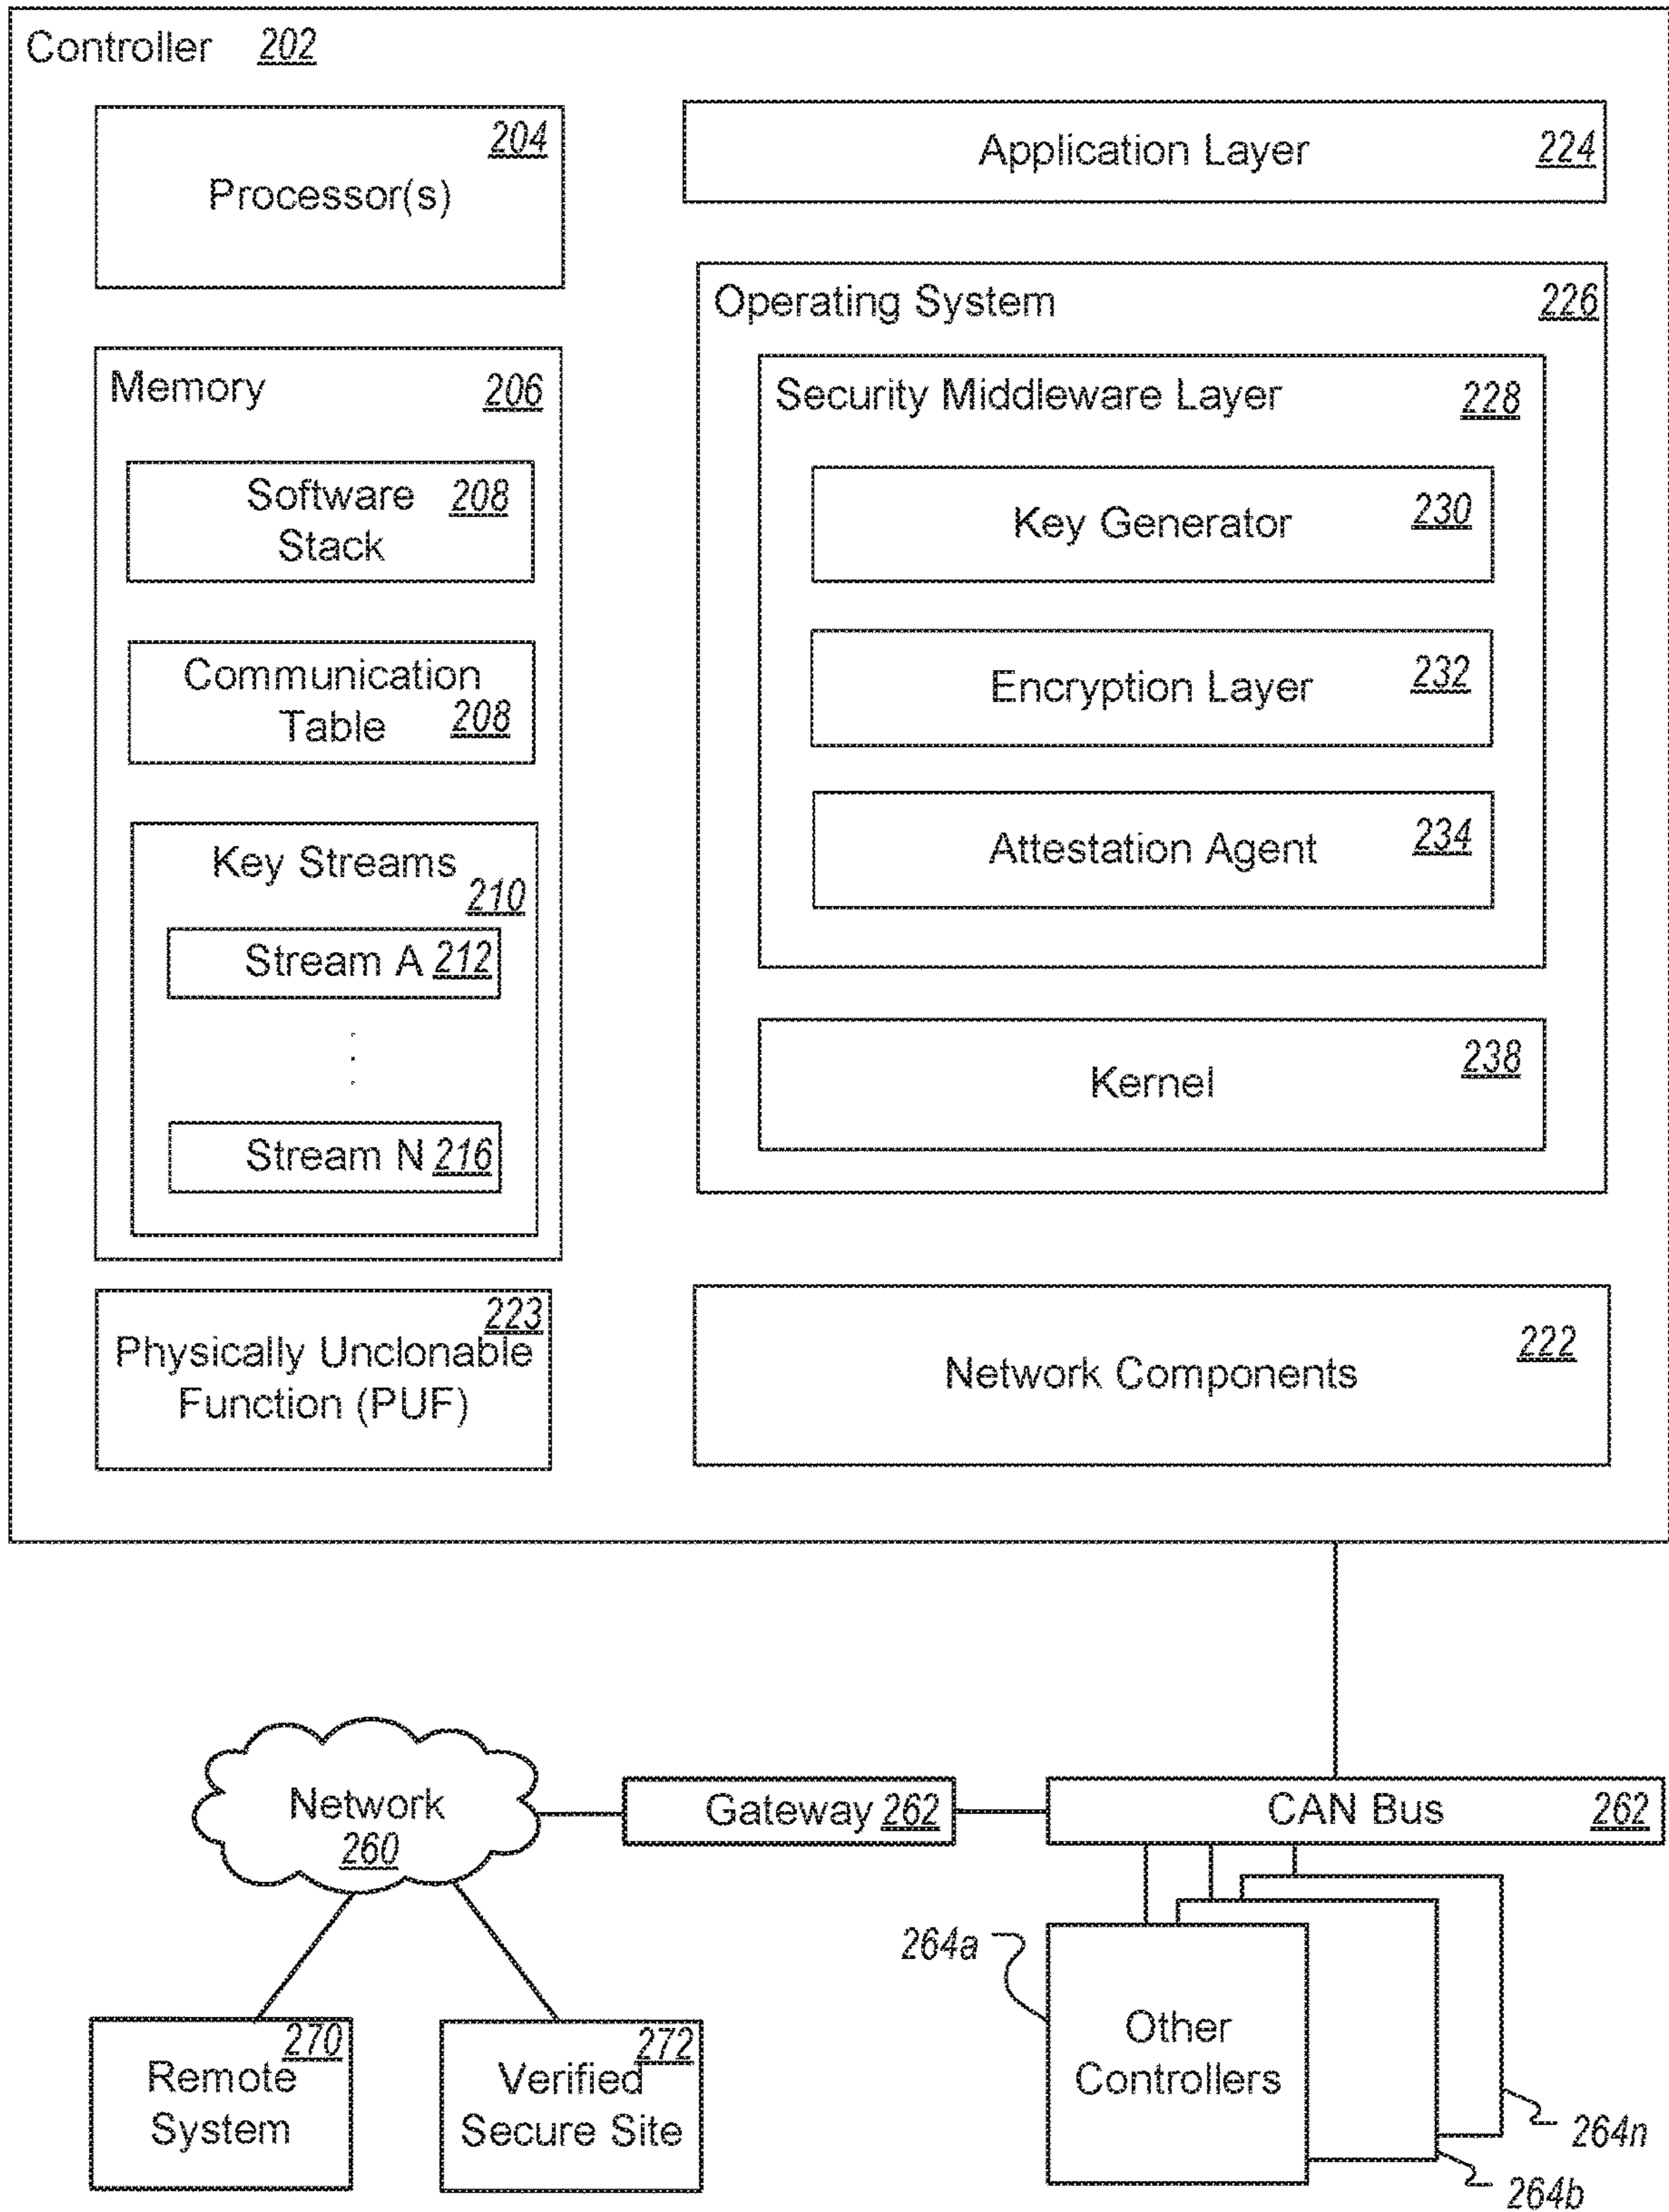 Controller 202
204
Processor(s)
Memory 206
Software 208
Stack
Communication
Table 208
Key Streams
210
Stream A 212
Stream N 216
223
Physically Unclonable
Function (PUF)
Application Layer 224
Operating System 226
Security Middleware Layer 228
Key Generator 230
Encryption Layer 232
Attestation Agent 234
Kernel 238
Network Components 222
Network
260
Gateway 262
CAN Bus 262
270
Remote
System
272
Verified
Secure Site
264a
Other
Controllers
264n
264b